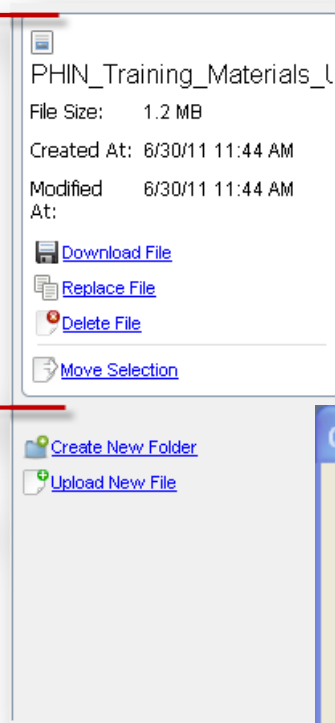 PHIN_Training_Materials_
File Size: 1.2 MB
Created At: 6/30/11 11:44 AM
Modified At: 6/30/11 11:44 AM
Download File
Replace File
Delete File
Move Selection
Create New Folder
Upload New File